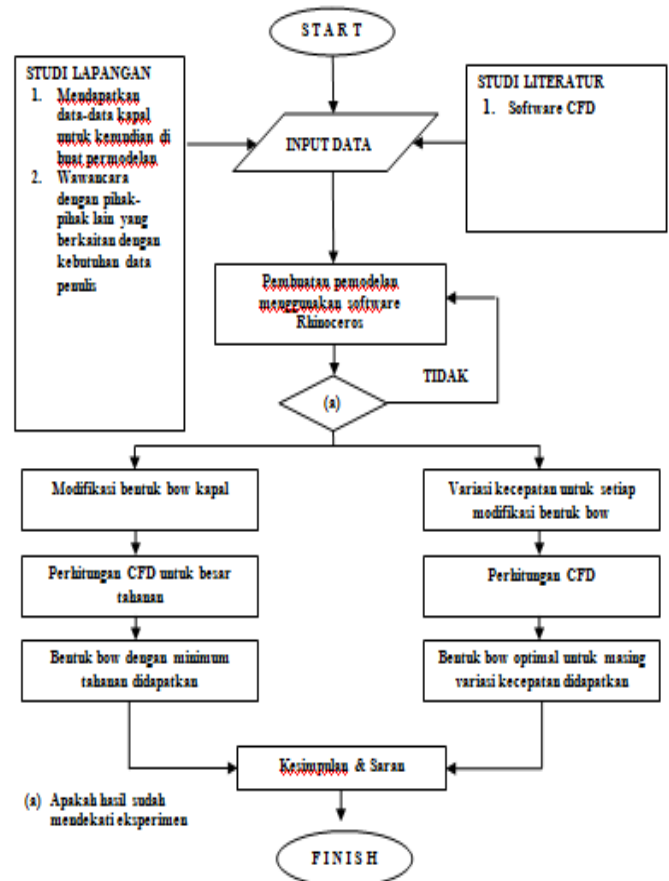 START
STUDI LAPANGAN
1. Mendapatkan
data-data kapal
untuk kemudian di
buat permodelan
2. Wawancara
dengan pihak-
pihak lain yang
berkaitan dengan
kebutuhan data
penulis
INPUT DATA
STUDI LITERATUR
1. Software CFD
Pembuatan pemodelan
menggunakan software
Rhinoceros
TIDAK
(a)
Modifikasi bentuk bow kapal
Perhitungan CFD untuk besar
tahanan
Bentuk bow dengan minimum
tahanan didapatkan
Variasi kecepatan untuk setiap
modifikasi bentuk bow
Perhitungan CFD
Bentuk bow optimal untuk masing
variasi kecepatan didapatkan
Kesimpulan & Saran
(a) Apakah hasil sudah
mendekati eksperimen
FINISH